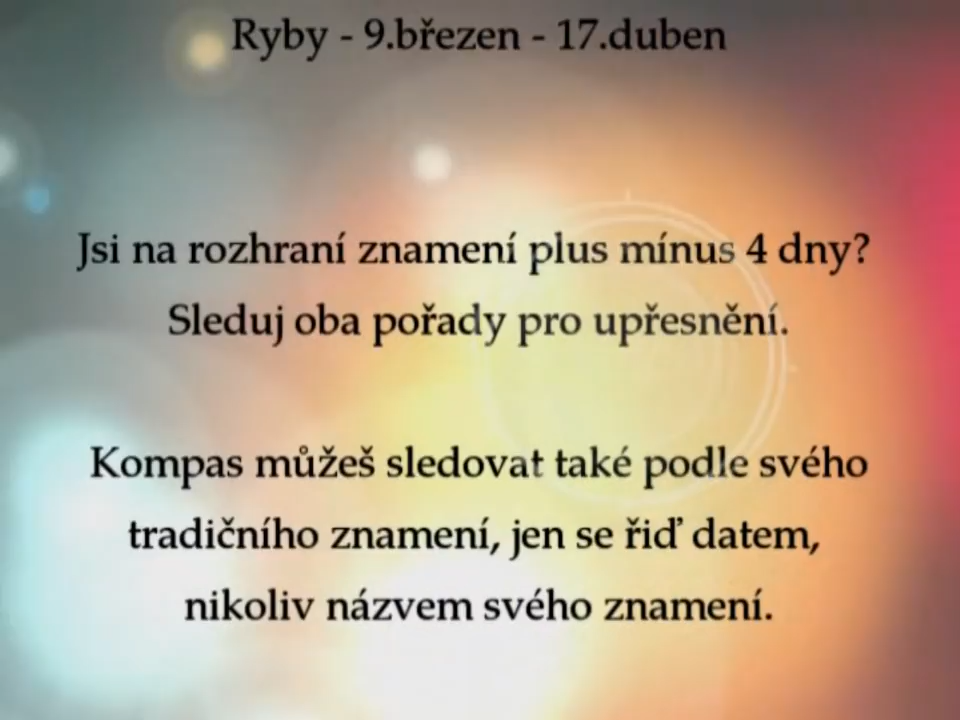 Ryby - 9.březen - 17.duben
Jsi na rozhraní znamení plus mínus 4 dny?
Sleduj oba pořady pro upřesnění.
Kompas můžeš sledovat také podle svého
tradičního znamení, jen se řiď datem,
nikoliv názvem svého znamení.